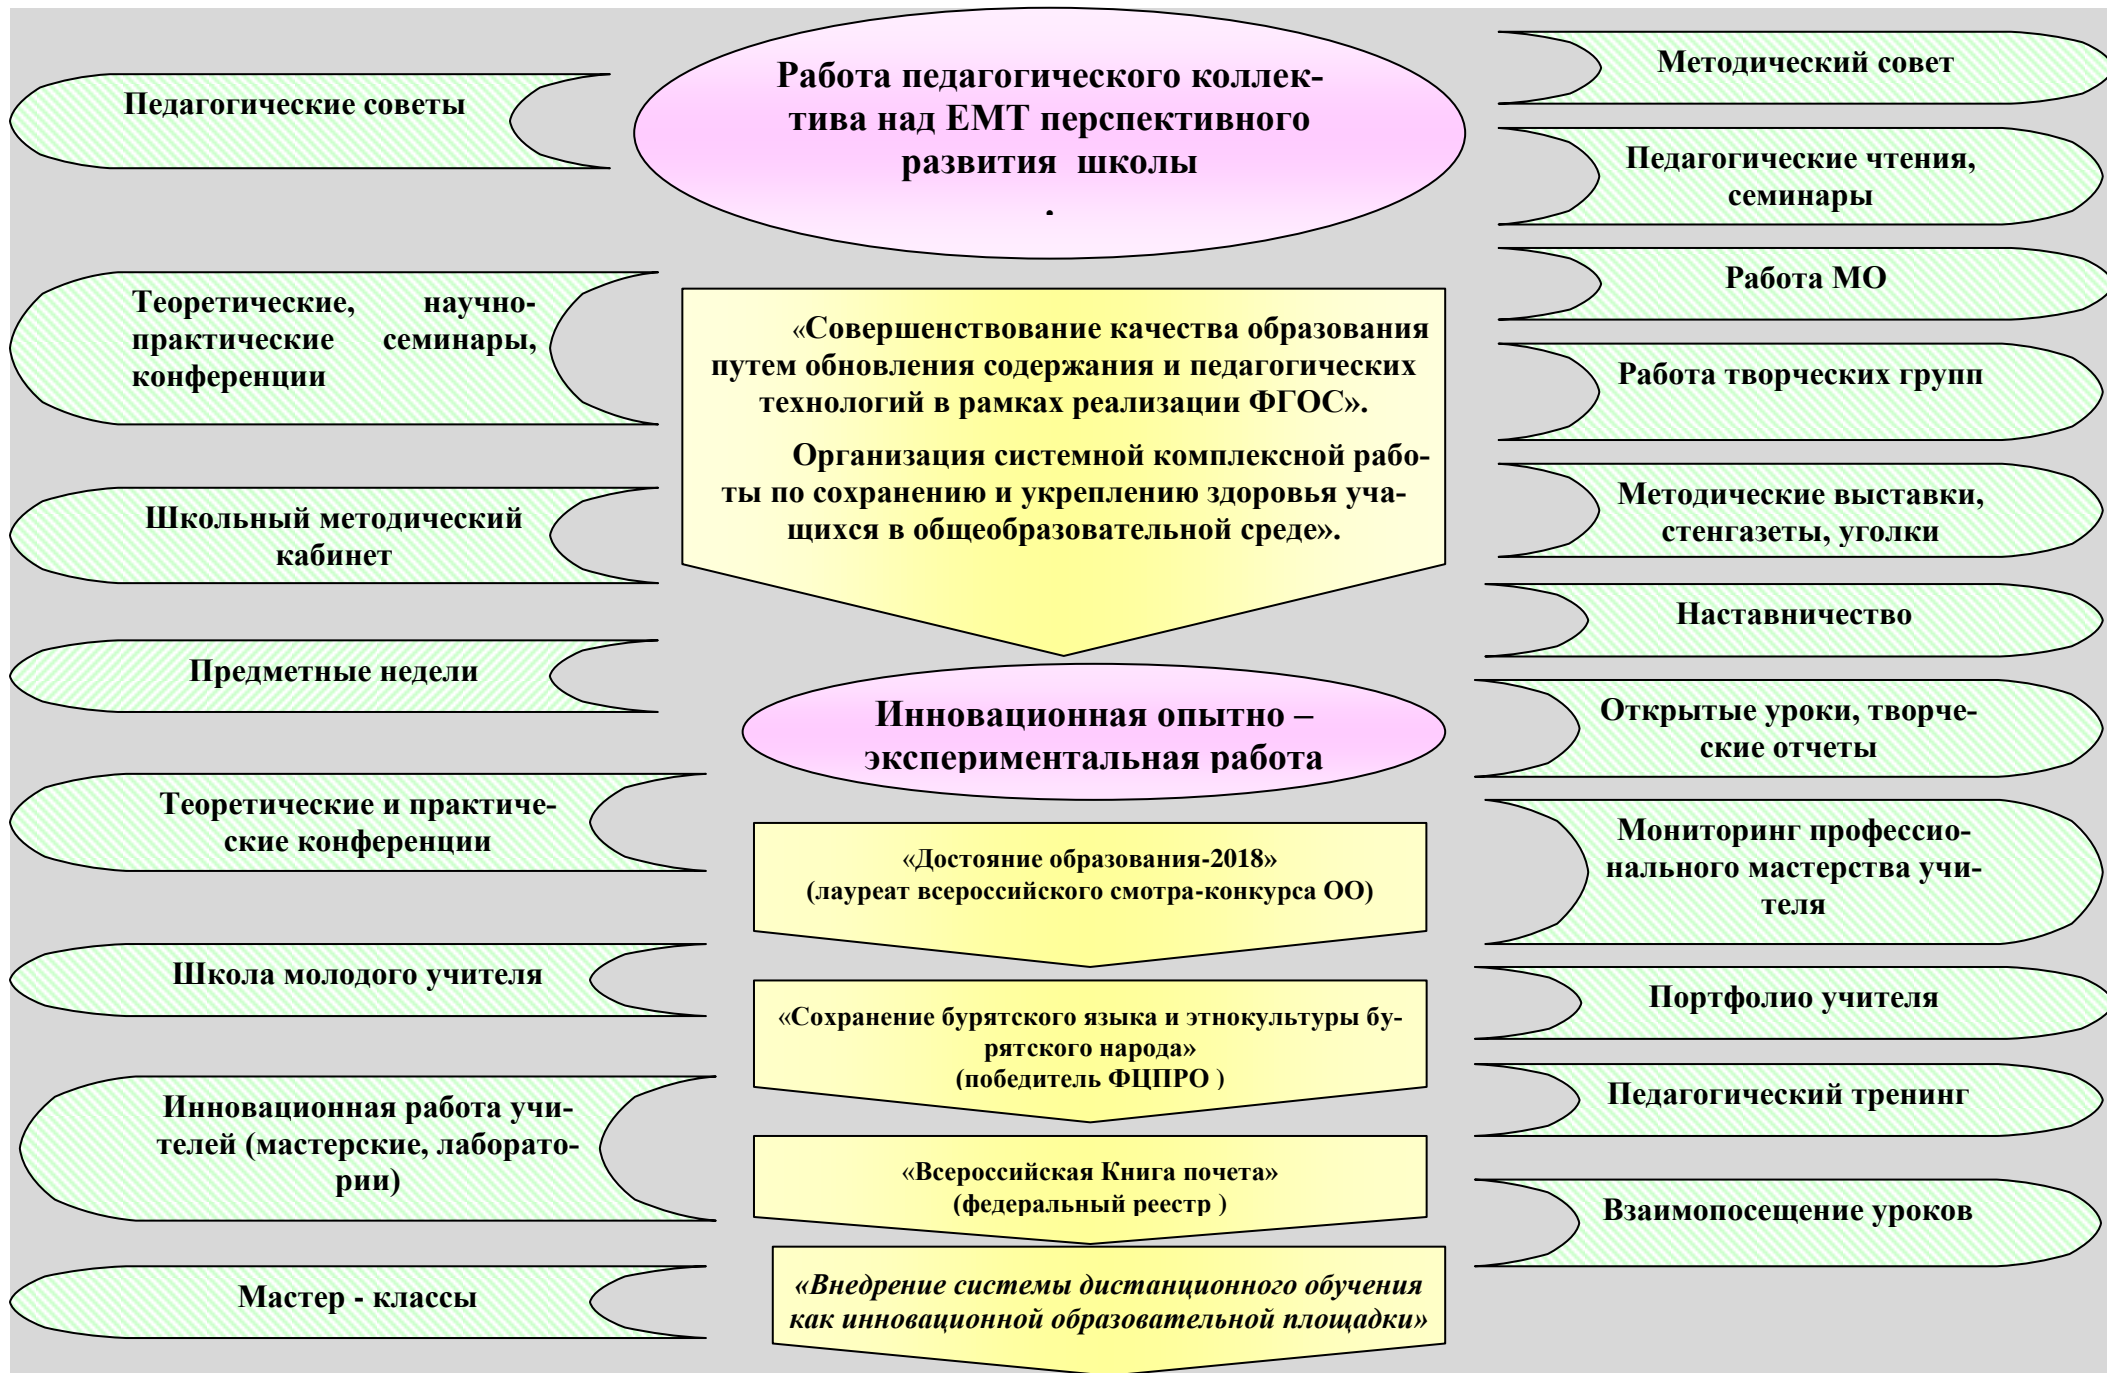 Педагогические советы
Теоретические, научно-
практические семинары,
конференции
Школьный методический
кабинет
Предметные недели
Теоретические и практиче-
ские конференции
Школа молодого учителя
Инновационная работа учи-
телей (мастерские, лаборато-
рии)
Мастер - классы
Работа педагогического коллек-
тива над ЕМТ перспективного
развития школы
.
«Совершенствование качества образования
путем обновления содержания и педагогических
технологий в рамках реализации ФГОС».
Организация системной комплексной рабо-
ты по сохранению и укреплению здоровья уча-
щихся в общеобразовательной среде».
Инновационная опытно –
экспериментальная работа
«Достояние образования-2018»
(лауреат всероссийского смотра-конкурса ОО)
«Сохранение бурятского языка и этнокультуры бу-
рятского народа»
(победитель ФЦПРО )
«Всероссийская Книга почета»
(федеральный реестр )
«Внедрение системы дистанционного обучения
как инновационной образовательной площадки»
Методический совет
Педагогические чтения,
семинары
Работа МО
Работа творческих групп
Методические выставки,
стенгазеты, уголки
Наставничество
Открытые уроки, творче-
ские отчеты
Мониторинг профессио-
нального мастерства учи-
теля
Портфолио учителя
Педагогический тренинг
Взаимопосещение уроков